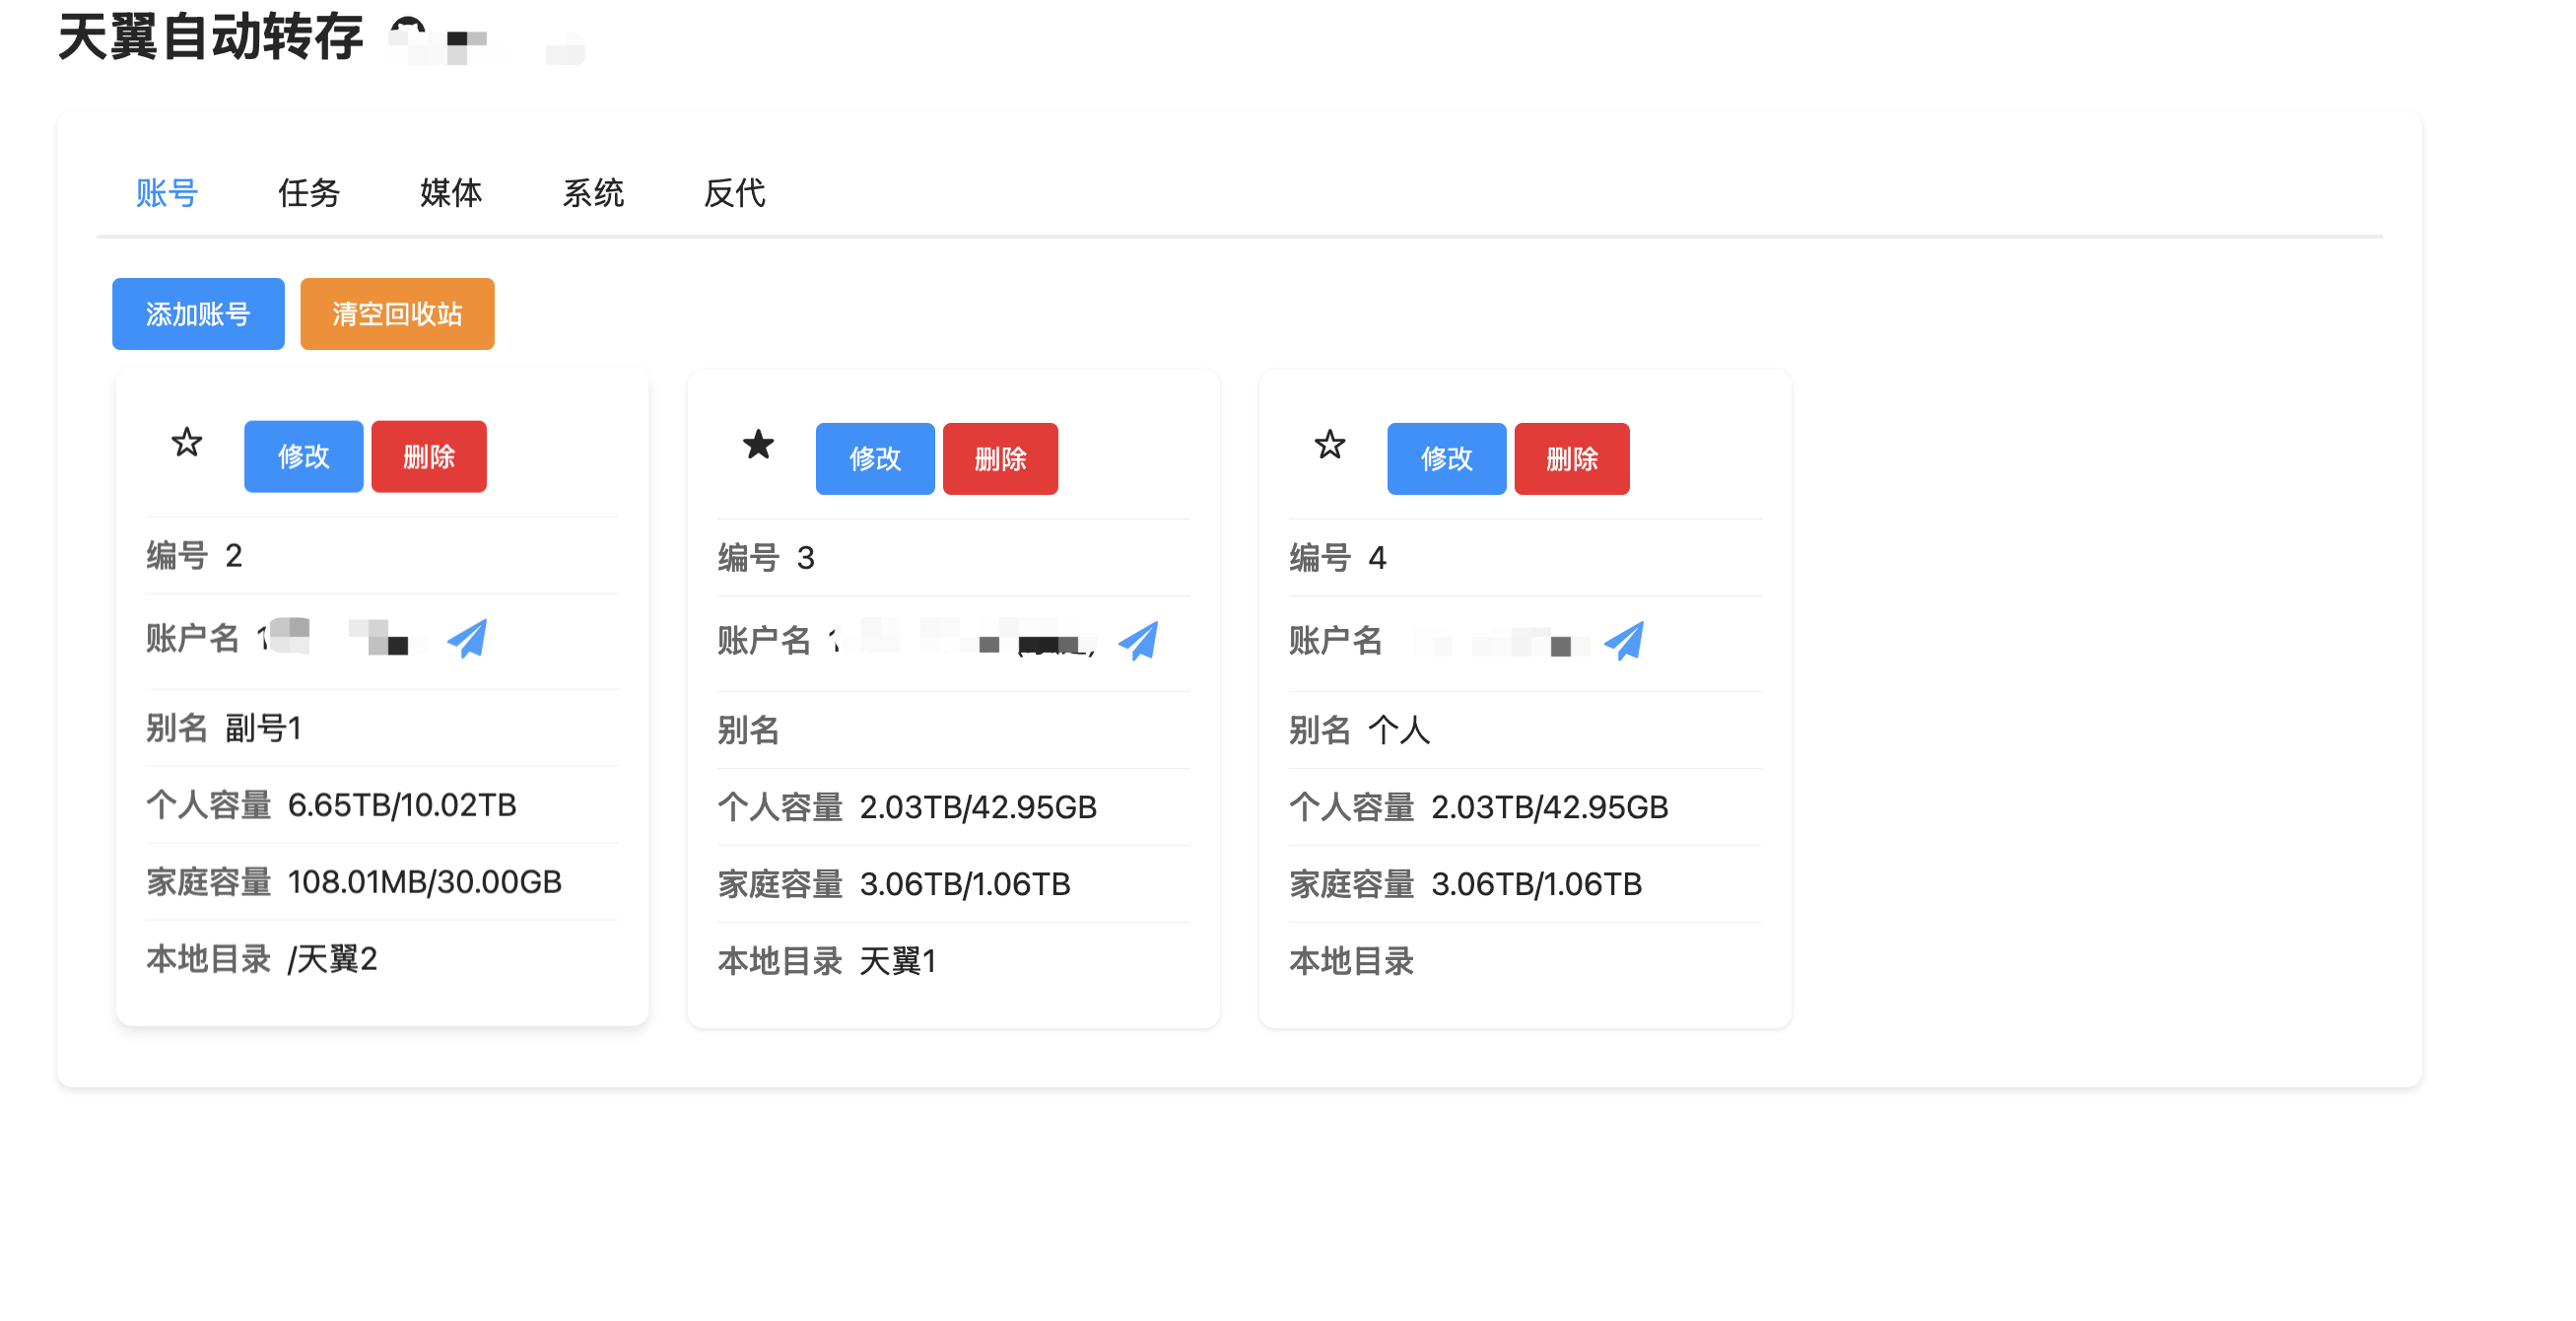 天翼自动转存
账号 任务 媒体 系统 反代
添加账号 清空回收站
修改 删除
编号 2
账户名
别名 副号1
个人容量 6.65TB/10.02TB
家庭容量 108.01MB/30.00GB
本地目录 /天翼2
修改 删除
编号 3
账户名
别名
个人容量 2.03TB/42.95GB
家庭容量 3.06TB/1.06TB
本地目录 天翼1
修改 删除
编号 4
账户名
别名 个人
个人容量 2.03TB/42.95GB
家庭容量 3.06TB/1.06TB
本地目录